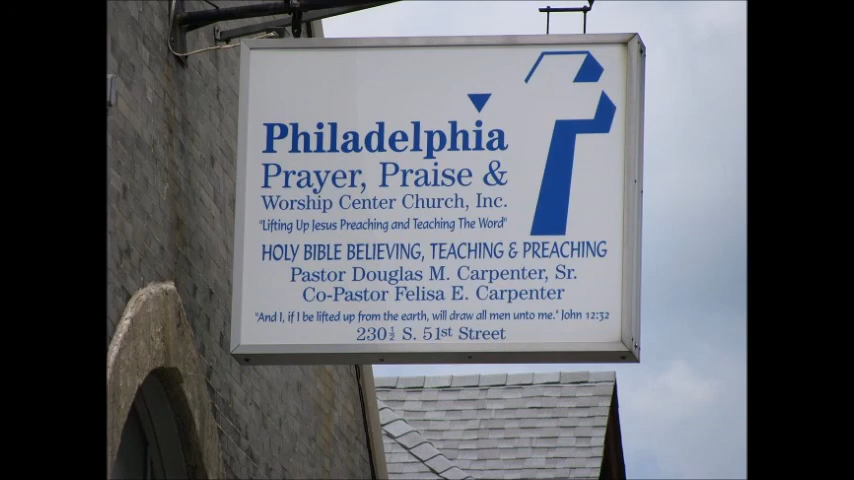 Philadelphia
Prayer, Praise &
Worship Center Church, Inc.
"Lifting Up Jesus Preaching and Teaching The Word"
HOLY BIBLE BELIEVING, TEACHING & PREACHING
Pastor Douglas M. Carpenter, Sr.
Co-Pastor Felisa E. Carpenter
"And I, if I be lifted up from the earth, will draw all men unto me." John 12:32
230½ S. 51st Street